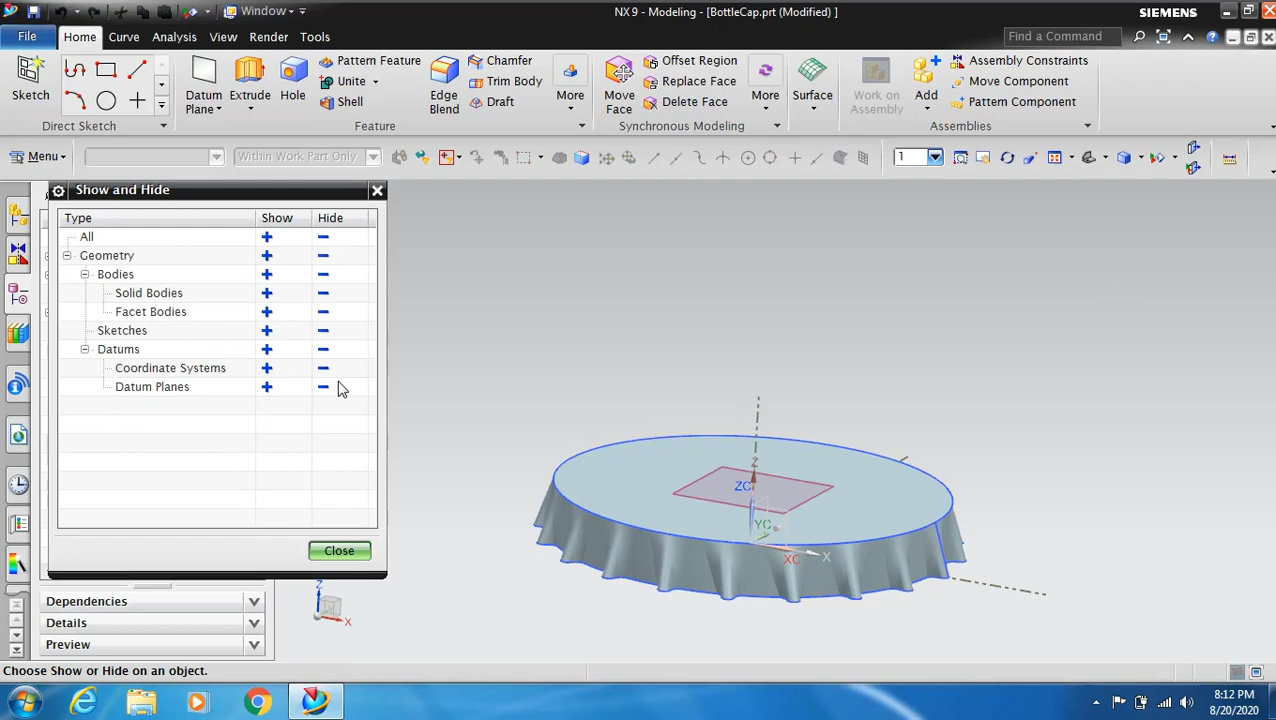 Window
NX 9 - Modeling - [BottleCap.prt (Modified) ]
SIEMENS
File
Home
Curve
Analysis
View
Render
Tools
Find a Command
Sketch
Direct Sketch
Datum Plane
Extrude
Hole
Pattern Feature
Unite
Shell
Edge Blend
Chamfer
Trim Body
Draft
More
Feature
Move Face
Offset Region
Replace Face
Delete Face
More
Synchronous Modeling
Surface
Work on Assembly
Add
Assembly Constraints
Move Component
Pattern Component
Assemblies
Menu
Within Work Part Only
1
Show and Hide
Type
Show
Hide
All
Geometry
Bodies
Solid Bodies
Facet Bodies
Sketches
Datums
Coordinate Systems
Datum Planes
Close
Z
ZC
YC
XC
X
Z
X
Dependencies
Details
Preview
Choose Show or Hide on an object.
8:12 PM
8/20/2020